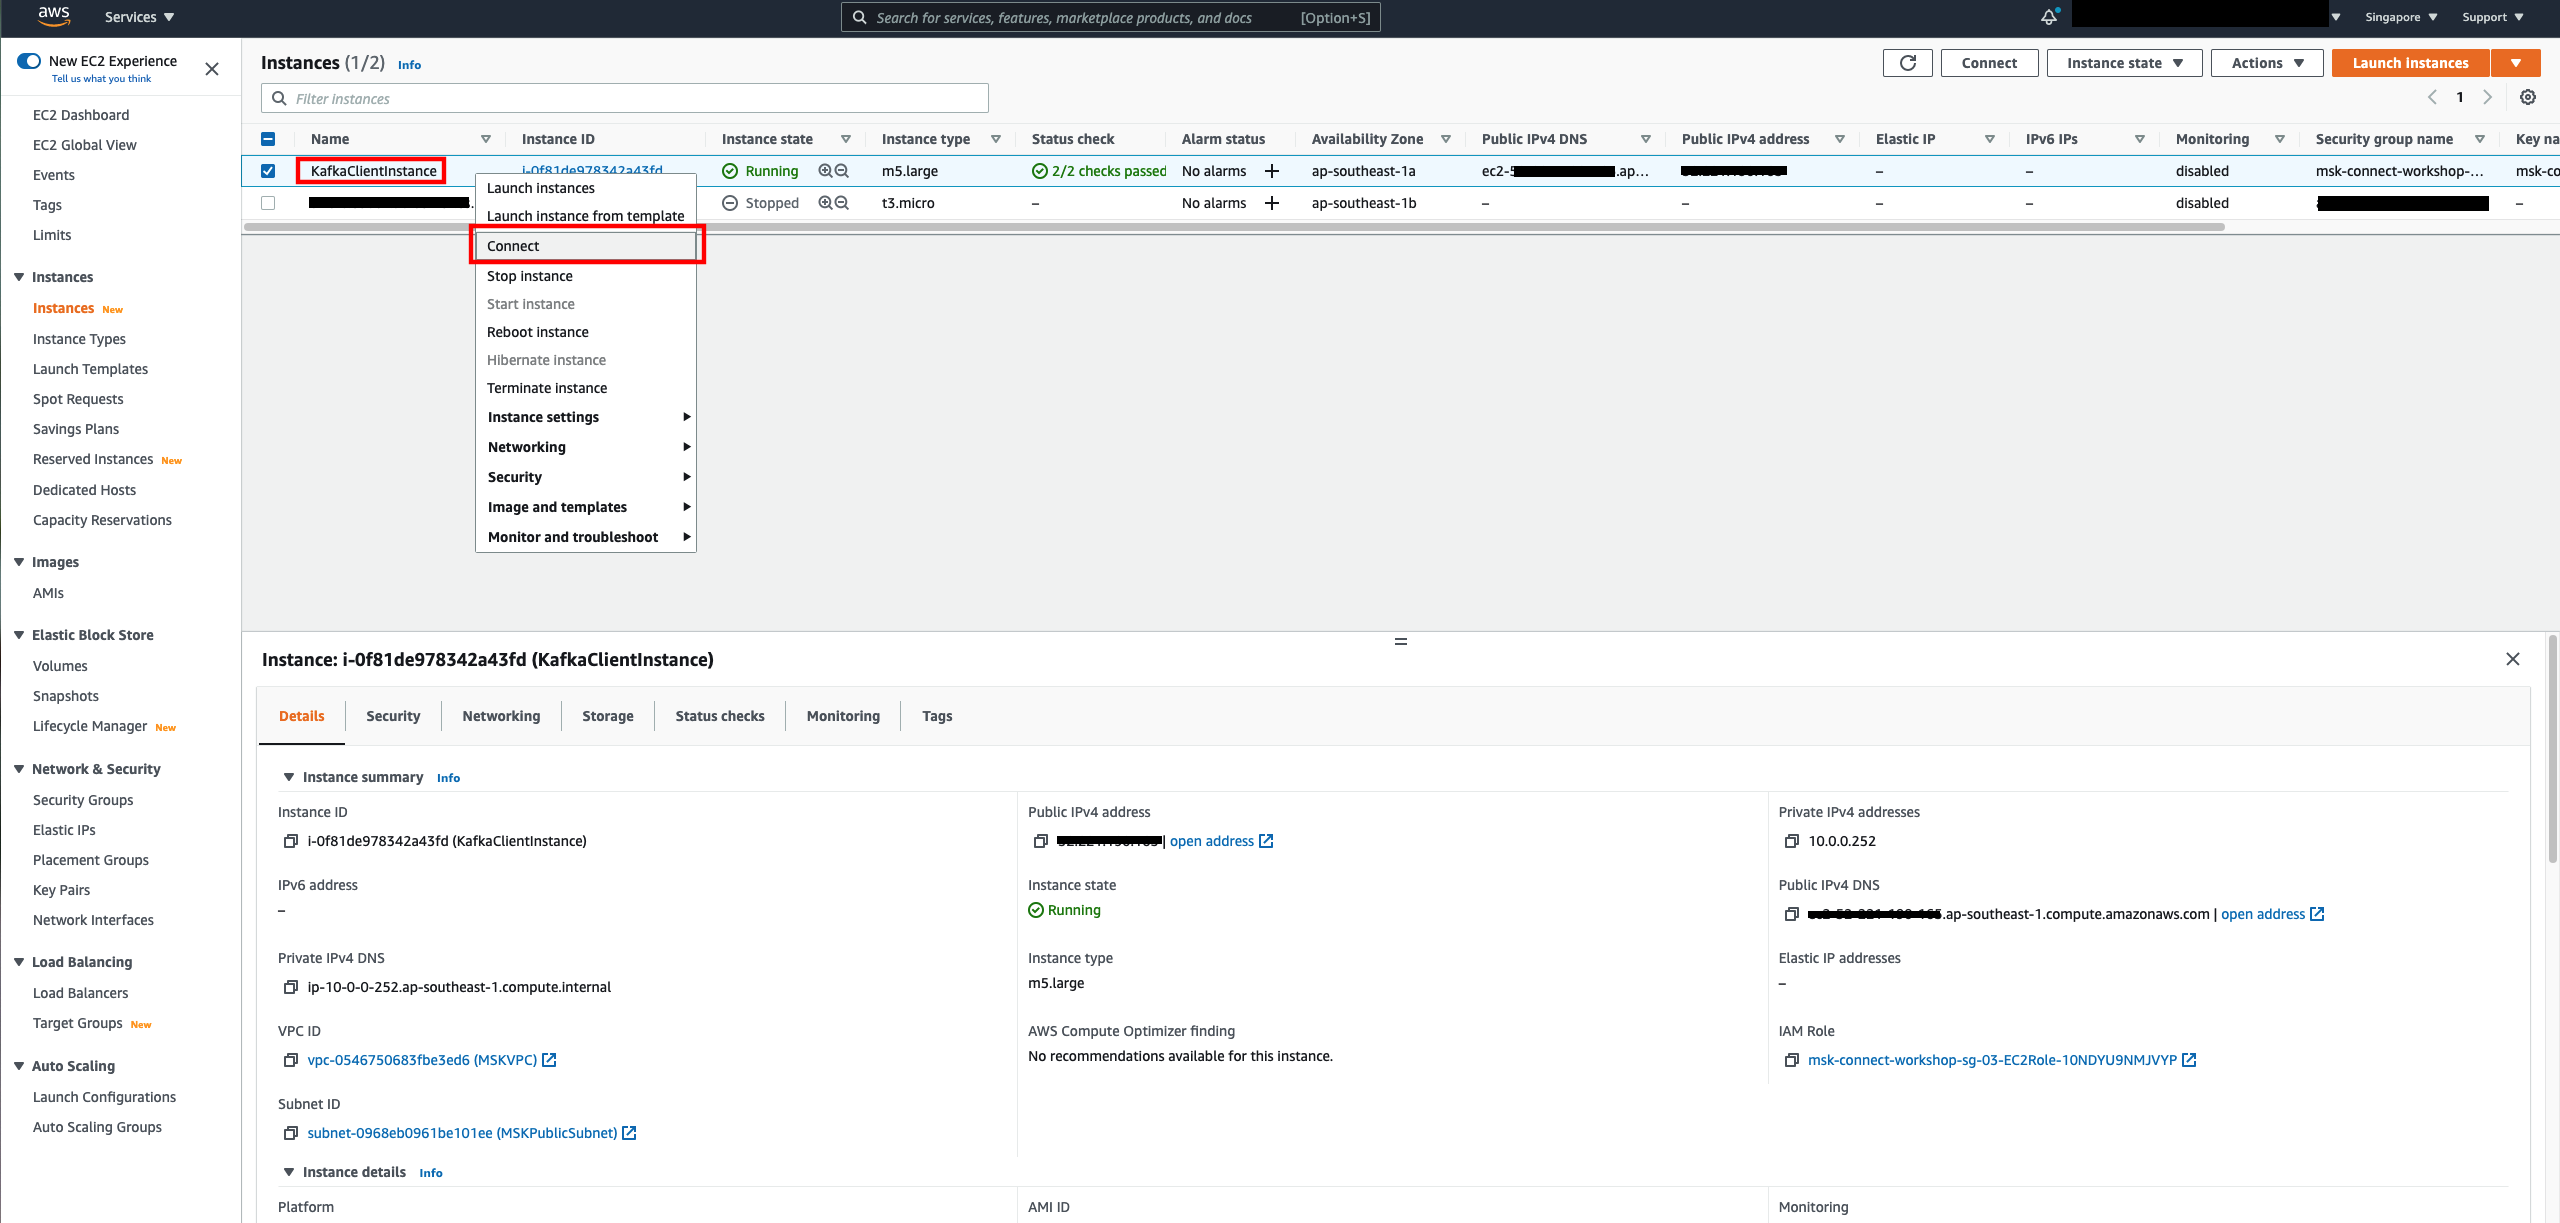 aws Services ▼ Search for services, features, marketplace products, and docs [Option+S] Singapore ▼ Support ▼
New EC2 Experience
Tell us what you think
EC2 Dashboard
EC2 Global View
Events
Tags
Limits
Instances
Instances New
Instance Types
Launch Templates
Spot Requests
Savings Plans
Reserved Instances New
Dedicated Hosts
Capacity Reservations
Images
AMIs
Elastic Block Store
Volumes
Snapshots
Lifecycle Manager New
Network & Security
Security Groups
Elastic IPs
Placement Groups
Key Pairs
Network Interfaces
Load Balancing
Load Balancers
Target Groups New
Auto Scaling
Launch Configurations
Auto Scaling Groups
Instances (1/2) Info Connect Instance state ▼ Actions ▼ Launch instances ▼
Filter instances 1
Name Instance ID Instance state Instance type Status check Alarm status Availability Zone Public IPv4 DNS Public IPv4 address Elastic IP IPv6 IPs Monitoring Security group name Key na
KafkaClientInstance i-0f81de978342a43fd Running m5.large 2/2 checks passed No alarms + ap-southeast-1a .ap... – – disabled msk-connect-workshop-... msk-co
Stopped t3.micro – No alarms + ap-southeast-1b – – – – disabled –
Launch instances
Launch instance from template
Connect
Stop instance
Start instance
Reboot instance
Hibernate instance
Terminate instance
Instance settings
Networking
Security
Image and templates
Monitor and troubleshoot
Instance: i-0f81de978342a43fd (KafkaClientInstance)
Details Security Networking Storage Status checks Monitoring Tags
Instance summary Info
Instance ID
i-0f81de978342a43fd (KafkaClientInstance)
Public IPv4 address
| open address
Private IPv4 addresses
10.0.0.252
IPv6 address
–
Instance state
Running
Public IPv4 DNS
.ap-southeast-1.compute.amazonaws.com | open address
Private IPv4 DNS
ip-10-0-0-252.ap-southeast-1.compute.internal
Instance type
m5.large
Elastic IP addresses
–
VPC ID
vpc-0546750683fbe3ed6 (MSKVPC)
AWS Compute Optimizer finding
No recommendations available for this instance.
IAM Role
msk-connect-workshop-sg-03-EC2Role-10NDYU9NMJVYP
Subnet ID
subnet-0968eb0961be101ee (MSKPublicSubnet)
Instance details Info
Platform
AMI ID
Monitoring